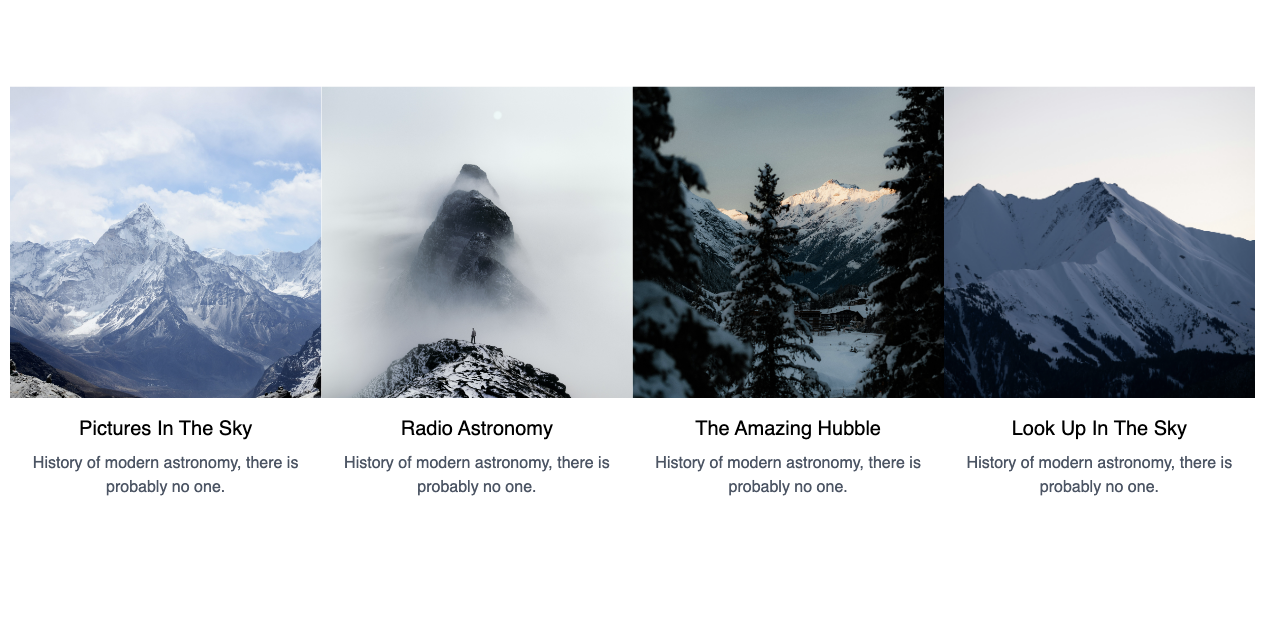 Pictures In The Sky
History of modern astronomy, there is
probably no one.
Radio Astronomy
History of modern astronomy, there is
probably no one.
The Amazing Hubble
History of modern astronomy, there is
probably no one.
Look Up In The Sky
History of modern astronomy, there is
probably no one.